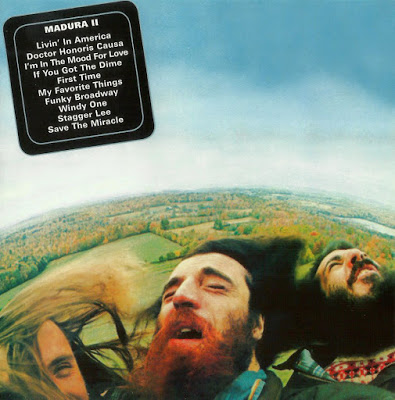 MADURA II
Livin' In America
Doctor Honoris Causa
I'm In The Mood For Love
If You Got The Dime
First Time
My Favorite Things
Funky Broadway
Windy One
Stagger Lee
Save The Miracle